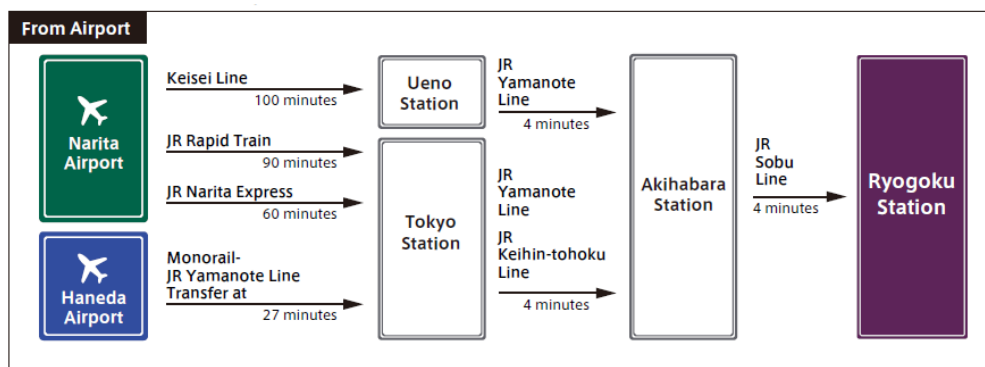 From Airport
Narita
Airport
Keisei Line
100 minutes
JR Rapid Train
90 minutes
JR Narita Express
60 minutes
Haneda
Airport
Monorail-
JR Yamanote Line
Transfer at
27 minutes
Ueno
Station
JR
Yamanote
Line
4 minutes
Tokyo
Station
JR
Yamanote
Line
JR
Keihin-tohoku
Line
4 minutes
Akihabara
Station
JR
Sobu
Line
4 minutes
Ryogoku
Station